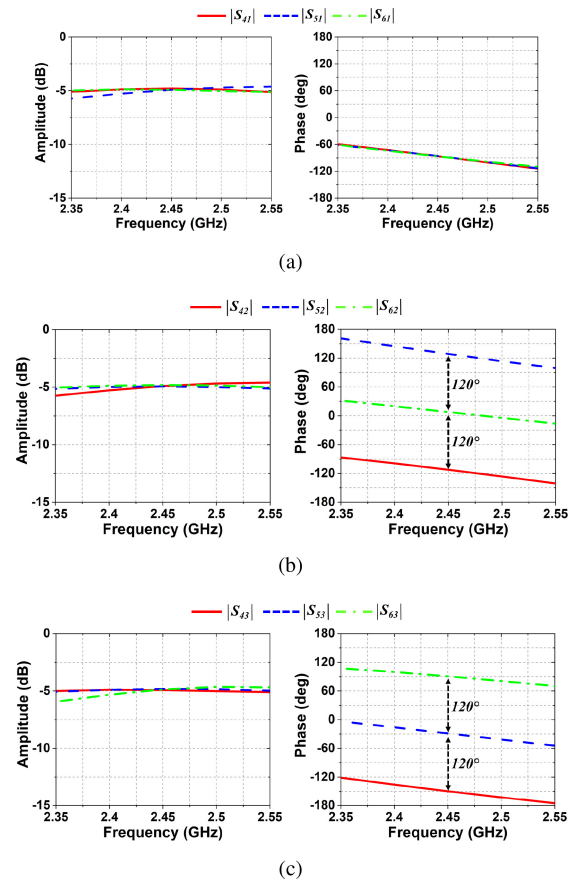 |S41| |S51| |S61|
Amplitude (dB)
0
-5
-10
-15
2.35 2.4 2.45 2.5 2.55
Frequency (GHz)
Phase (deg)
180
120
60
0
-60
-120
-180
2.35 2.4 2.45 2.5 2.55
Frequency (GHz)
(a)
|S42| |S52| |S62|
Amplitude (dB)
0
-5
-10
-15
2.35 2.4 2.45 2.5 2.55
Frequency (GHz)
Phase (deg)
180
120
60
0
-60
-120
-180
120°
120°
2.35 2.4 2.45 2.5 2.55
Frequency (GHz)
(b)
|S43| |S53| |S63|
Amplitude (dB)
0
-5
-10
-15
2.35 2.4 2.45 2.5 2.55
Frequency (GHz)
Phase (deg)
180
120
60
0
-60
-120
-180
120°
120°
2.35 2.4 2.45 2.5 2.55
Frequency (GHz)
(c)